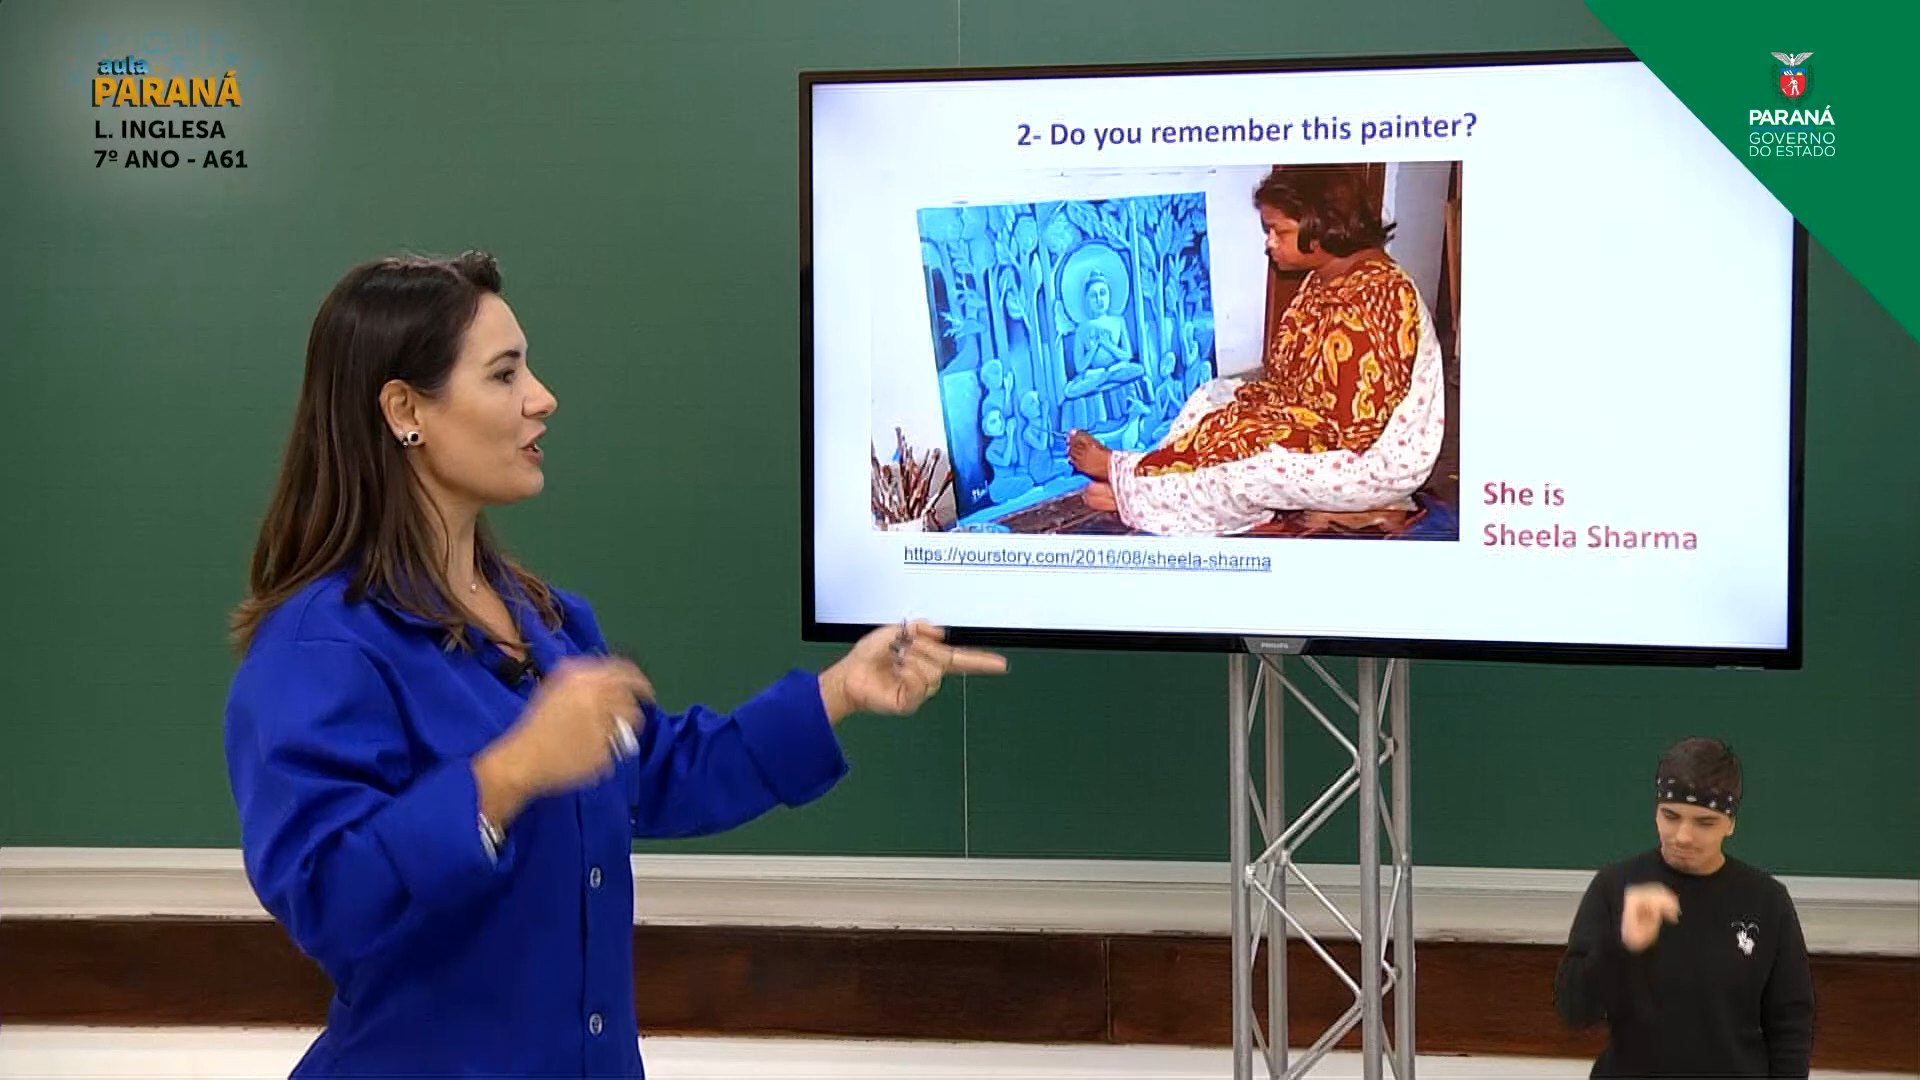 aula
PARANÁ
L. INGLESA
7º ANO - A61
2- Do you remember this painter?
She is
Sheela Sharma
https://yourstory.com/2016/08/sheela-sharma
PHILIPS
PARANÁ
GOVERNO
DO ESTADO